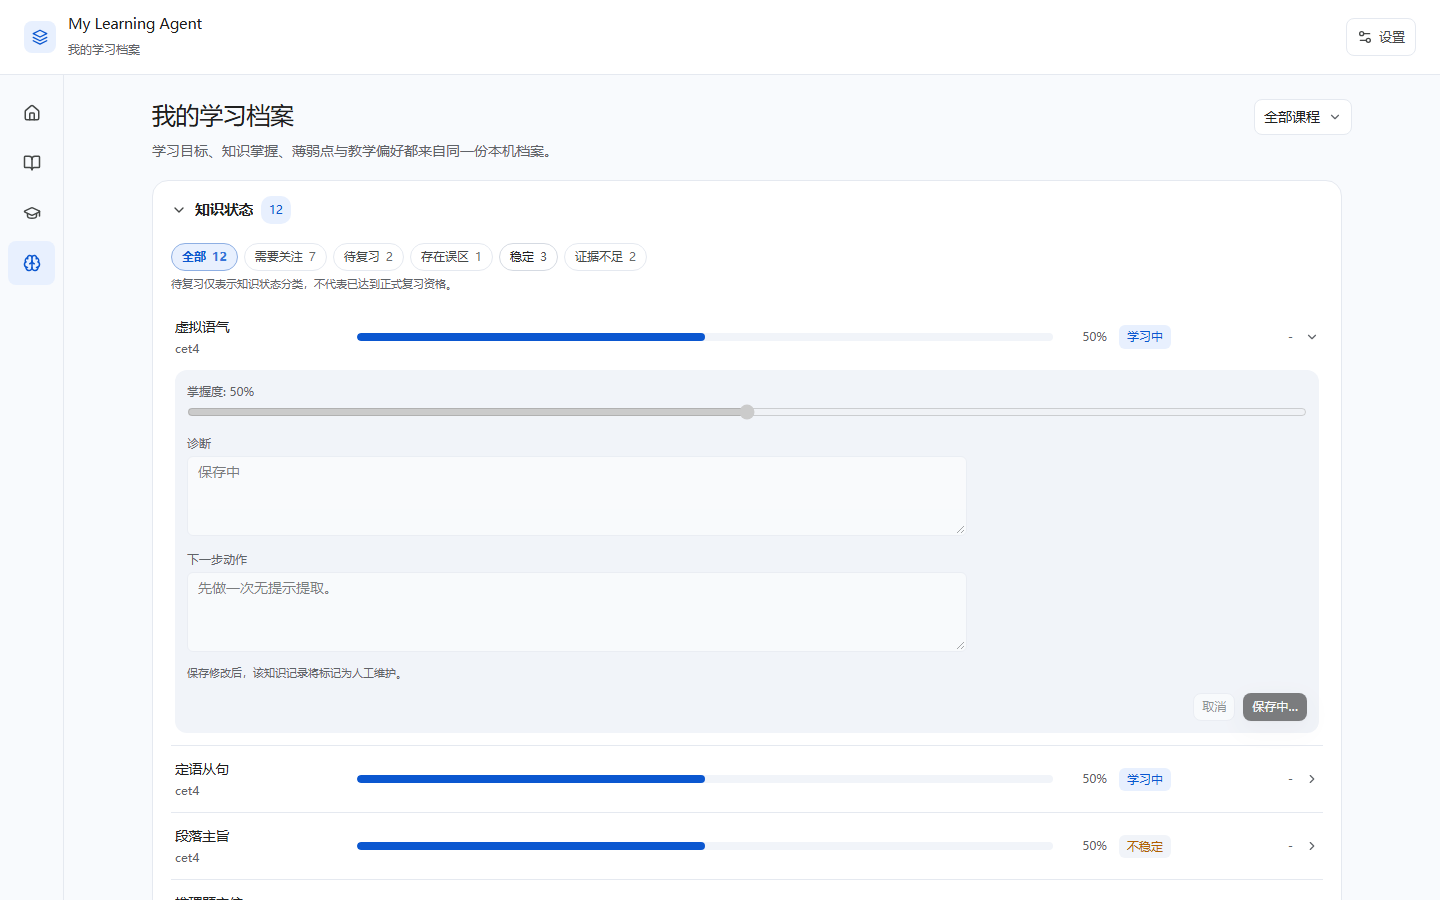 My Learning Agent
我的学习档案
设置
我的学习档案
全部课程
学习目标、知识掌握、薄弱点与教学偏好都来自同一份本机档案。
知识状态 12
全部 12 需要关注 7 待复习 2 存在误区 1 稳定 3 证据不足 2
待复习仅表示知识状态分类，不代表已达到正式复习资格。
虚拟语气
cet4
50% 学习中 -
掌握度: 50%
诊断
保存中
下一步动作
先做一次无提示提取。
保存修改后，该知识记录将标记为人工维护。
取消 保存中...
定语从句
cet4
50% 学习中 -
段落主旨
cet4
50% 不稳定 -